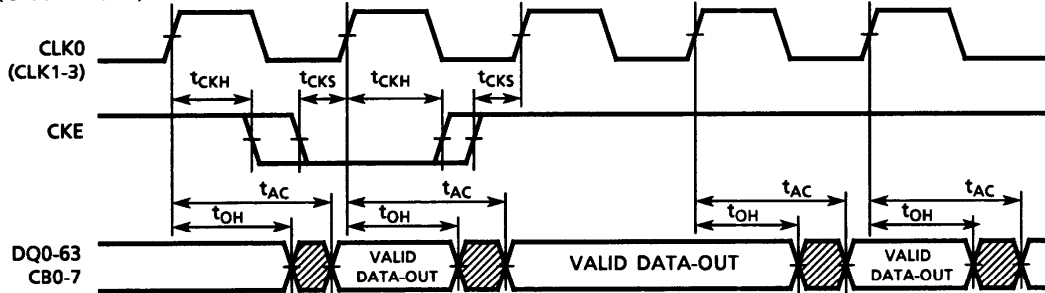 CLK0
(CLK1-3)
tCKH
tCKS
tCKH
tCKS
CKE
tAC
tOH
tAC
tOH
tAC
tOH
tAC
tOH
DQ0-63
CB0-7
VALID
DATA-OUT
VALID DATA-OUT
VALID
DATA-OUT